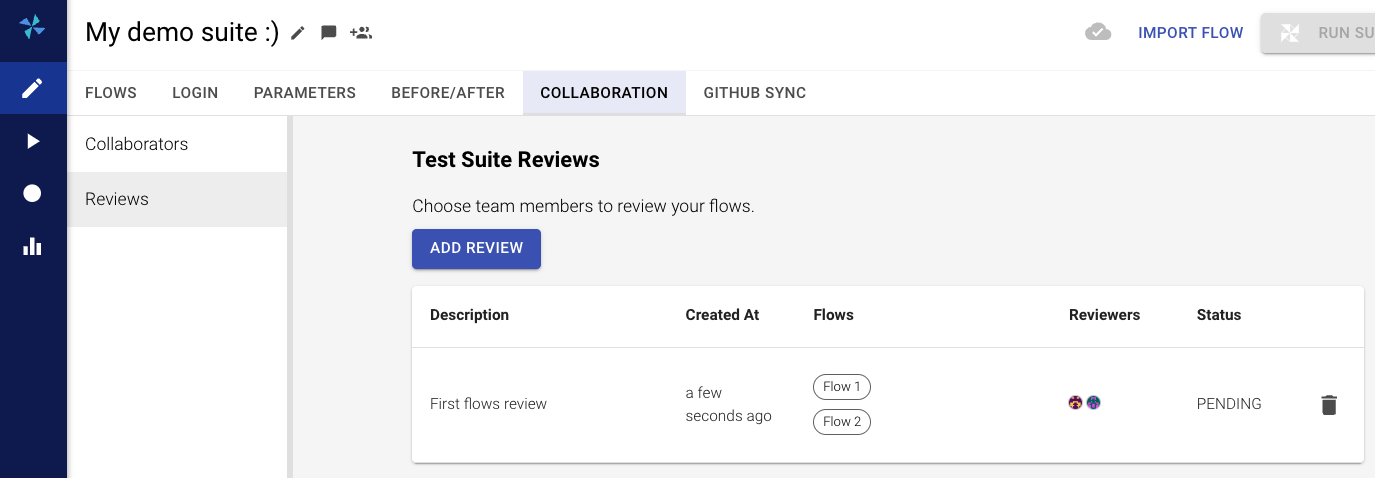 My demo suite :)
IMPORT FLOW
RUN SU
FLOWS LOGIN PARAMETERS BEFORE/AFTER COLLABORATION GITHUB SYNC
Collaborators
Reviews
Test Suite Reviews
Choose team members to review your flows.
ADD REVIEW
Description Created At Flows Reviewers Status
First flows review
a few
seconds ago
Flow 1
Flow 2
PENDING